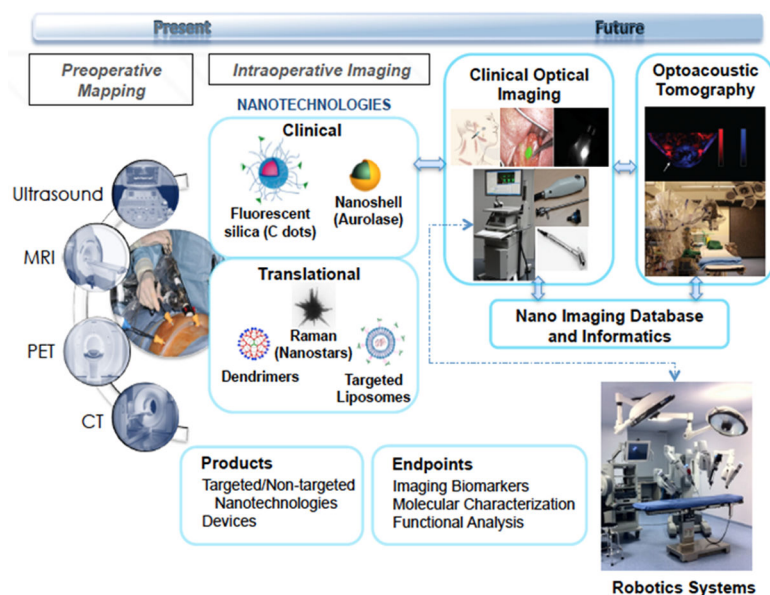 Present
Future
Preoperative
Mapping
Intraoperative Imaging
NANOTECHNOLOGIES
Clinical
Fluorescent
silica (C dots)
Nanoshell
(Aurolase)
Translational
Raman
(Nanostars)
Dendrimers
Targeted
Liposomes
Ultrasound
MRI
PET
CT
Clinical Optical
Imaging
Optoacoustic
Tomography
Nano Imaging Database
and Informatics
Products
Targeted/Non-targeted
Nanotechnologies
Devices
Endpoints
Imaging Biomarkers
Molecular Characterization
Functional Analysis
Robotics Systems